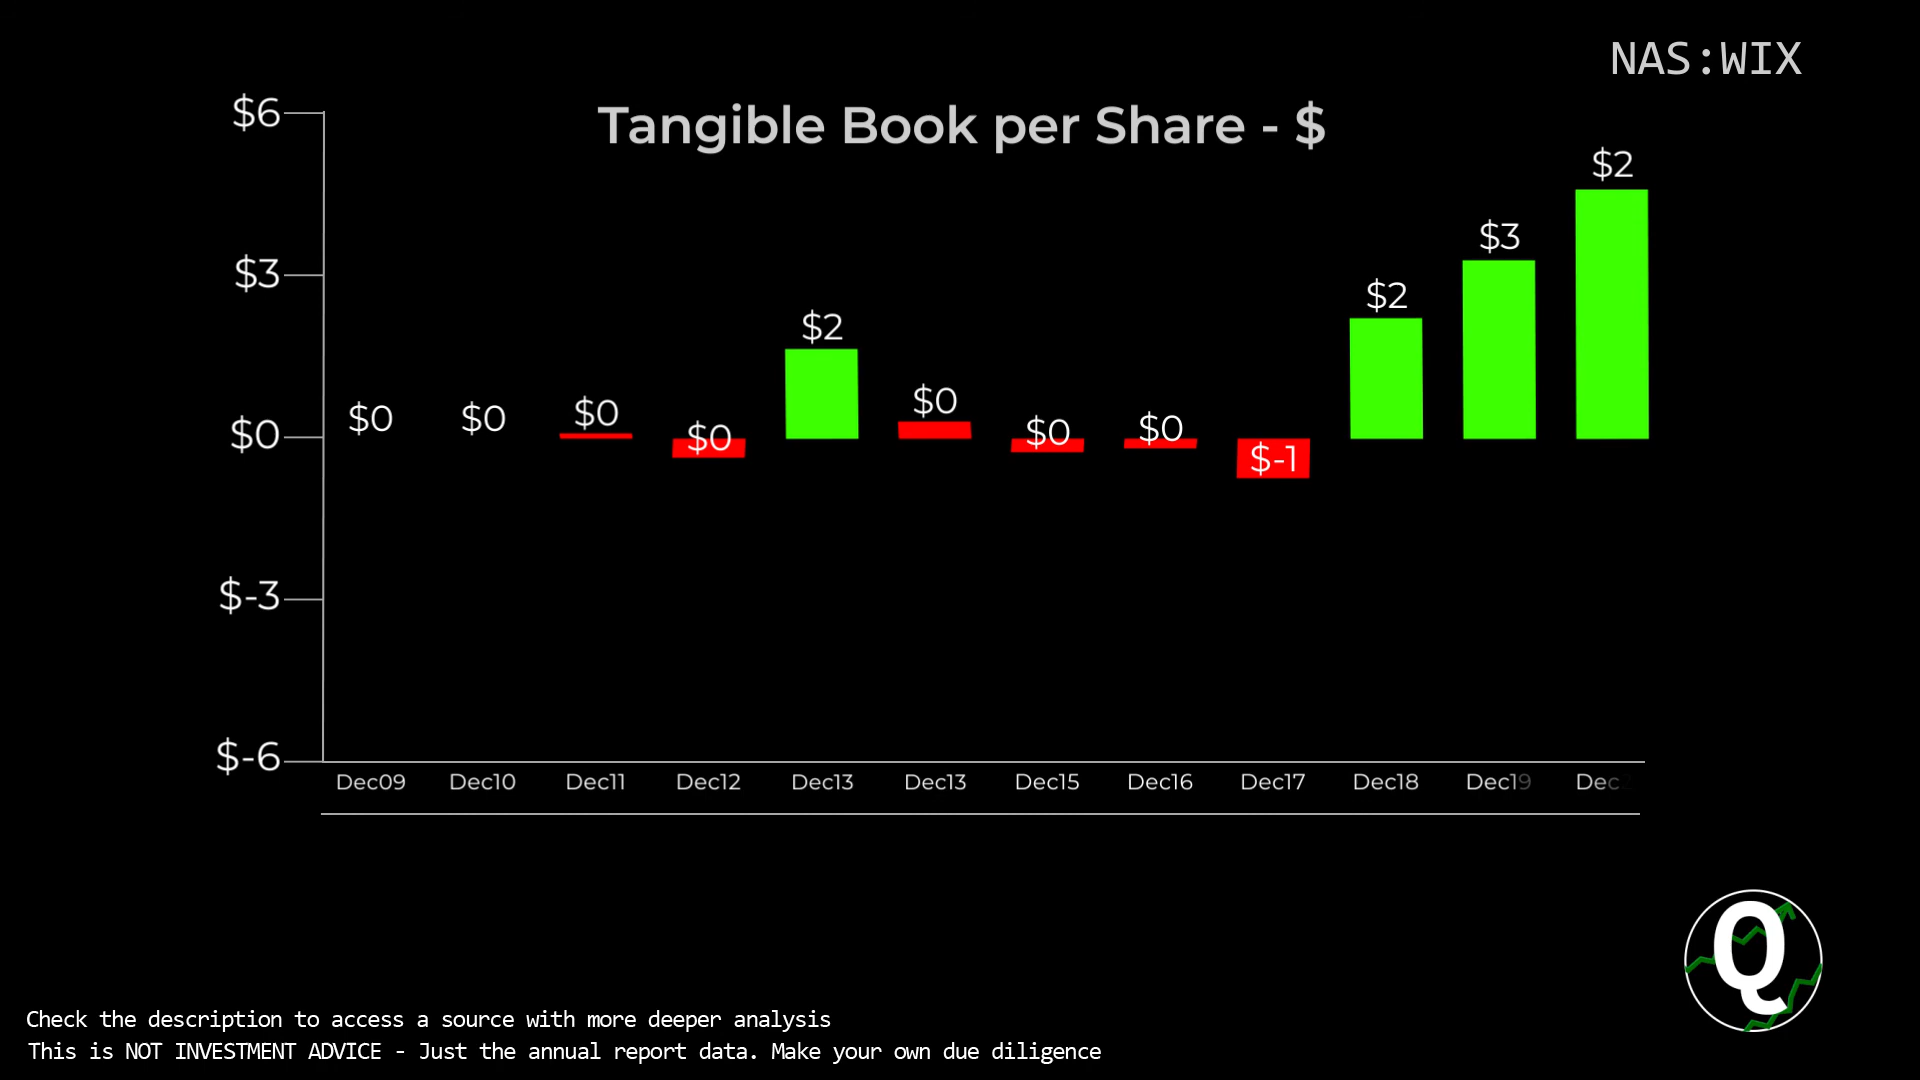 NAS:WIX
Tangible Book per Share - $
$6
$3
$0
$-3
$-6
$0 $0 $0 $0 $2 $0 $0 $0 $-1 $2 $3 $2
Dec09 Dec10 Dec11 Dec12 Dec13 Dec13 Dec15 Dec16 Dec17 Dec18 Dec19 Dec
Q
Check the description to access a source with more deeper analysis
This is NOT INVESTMENT ADVICE - Just the annual report data. Make your own due diligence